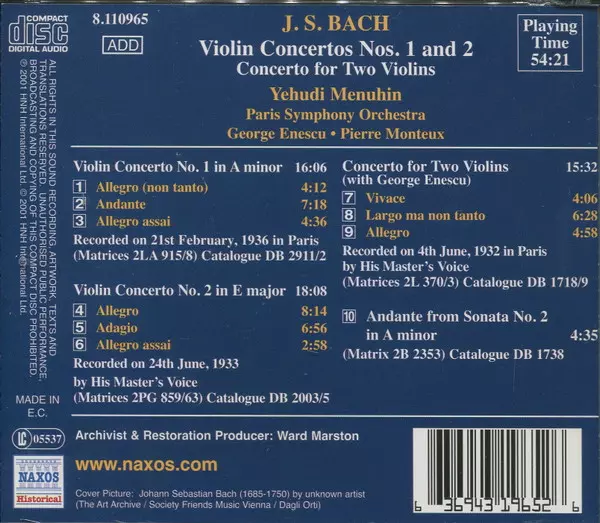 COMPACT
disc
DIGITAL AUDIO
8.110965
ADD
J. S. BACH
Violin Concertos Nos. 1 and 2
Concerto for Two Violins
Yehudi Menuhin
Paris Symphony Orchestra
George Enescu • Pierre Monteux
Playing
Time
54:21
ALL RIGHTS IN THIS SOUND RECORDING, ARTWORK, TEXTS AND
TRANSLATIONS RESERVED. UNAUTHORISED PUBLIC PERFORMANCE,
BROADCASTING AND COPYING OF THIS COMPACT DISC PROHIBITED.
℗ 2001 HNH International Ltd. © 2001 HNH International Ltd.
Violin Concerto No. 1 in A minor 16:06
1 Allegro (non tanto) 4:12
2 Andante 7:18
3 Allegro assai 4:36
Recorded on 21st February, 1936 in Paris
(Matrices 2LA 915/8) Catalogue DB 2911/2
Violin Concerto No. 2 in E major 18:08
4 Allegro 8:14
5 Adagio 6:56
6 Allegro assai 2:58
Recorded on 24th June, 1933
by His Master's Voice
(Matrices 2PG 859/63) Catalogue DB 2003/5
Concerto for Two Violins 15:32
(with George Enescu)
7 Vivace 4:06
8 Largo ma non tanto 6:28
9 Allegro 4:58
Recorded on 4th June, 1932 in Paris
by His Master's Voice
(Matrices 2L 370/3) Catalogue DB 1718/9
10 Andante from Sonata No. 2
in A minor 4:35
(Matrix 2B 2353) Catalogue DB 1738
MADE IN
E.C.
LC 05537
Archivist & Restoration Producer: Ward Marston
www.naxos.com
NAXOS
Historical
Cover Picture: Johann Sebastian Bach (1685-1750) by unknown artist
(The Art Archive / Society Friends Music Vienna / Dagli Orti)
6 36943 19652 6